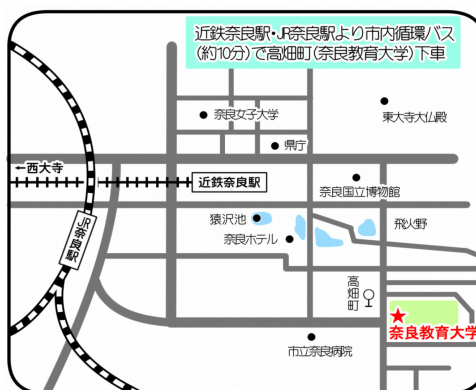 近鉄奈良駅・JR奈良駅より市内循環バス
(約10分)で高畑町(奈良教育大学)下車
東大寺大仏殿
奈良女子大学
県庁
←西大寺
近鉄奈良駅
奈良国立博物館
猿沢池
飛火野
JR奈良駅
奈良ホテル
高畑町
奈良教育大学
市立奈良病院